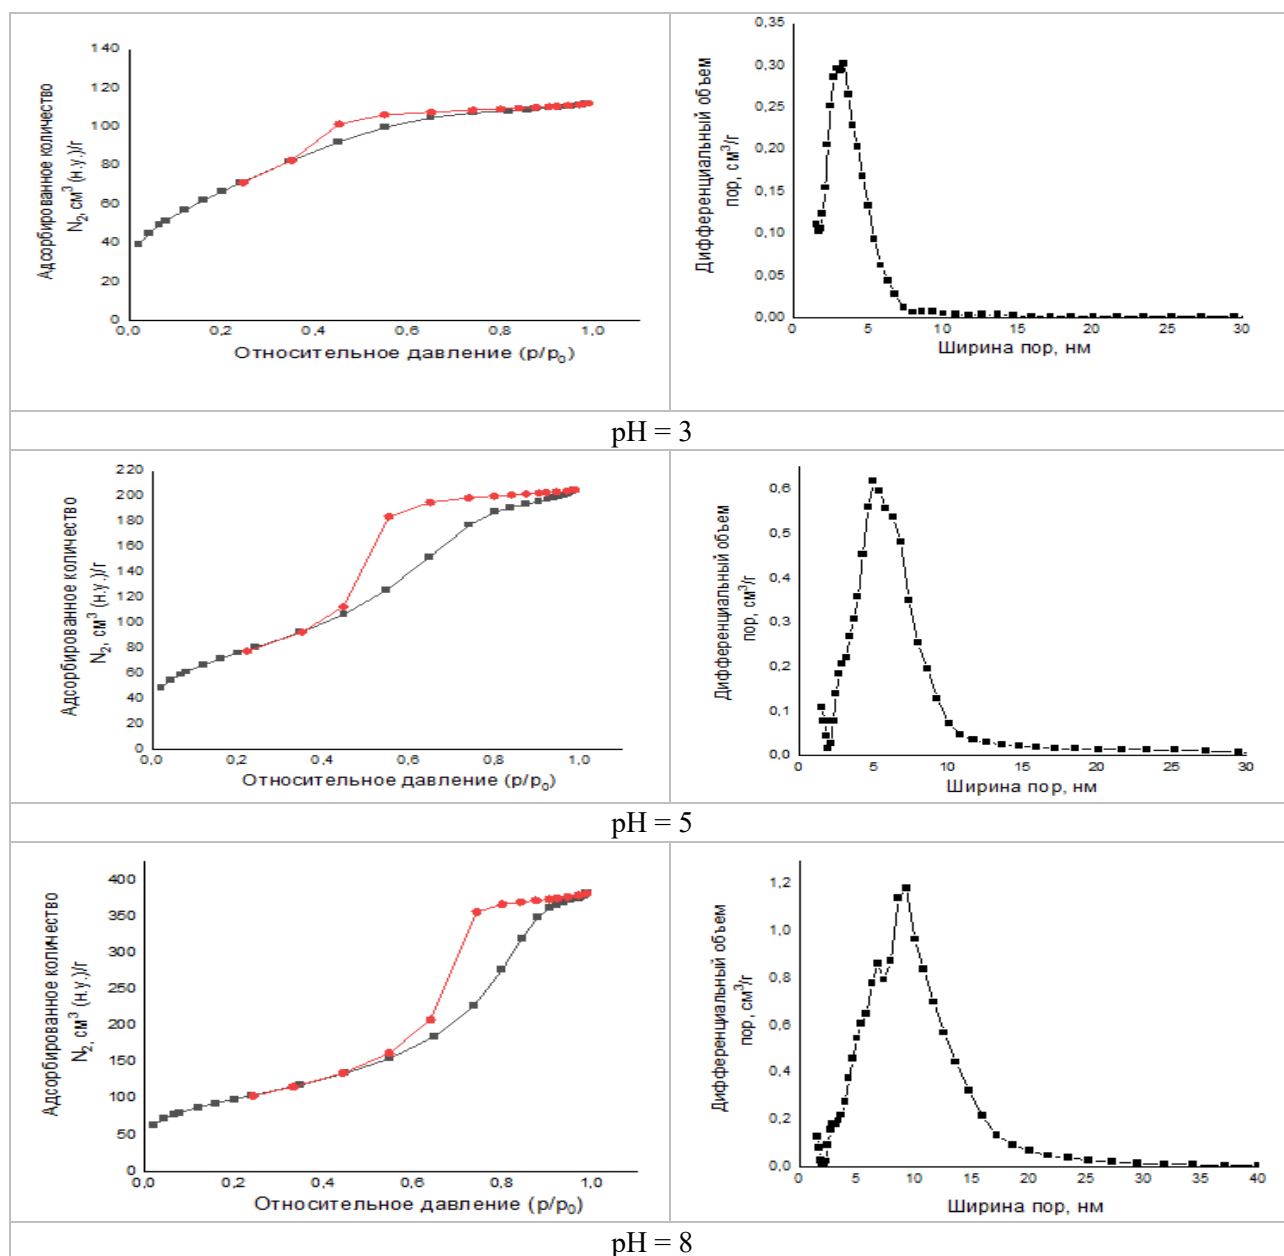 140
120
100
80
60
40
20
0
0,0 0,2 0,4 0,6 0,8 1,0
Адсорбированное количество
N2, см³ (н.у.)/г
Относительное давление (p/p0)
0,35
0,30
0,25
0,20
0,15
0,10
0,05
0,00
0 5 10 15 20 25 30
Дифференциальный объем
пор, см³/г
Ширина пор, нм
pH = 3
220
200
180
160
140
120
100
80
60
40
20
0
0,0 0,2 0,4 0,6 0,8 1,0
Адсорбированное количество
N2, см³ (н.у.)/г
Относительное давление (p/p0)
0,6
0,5
0,4
0,3
0,2
0,1
0,0
0 5 10 15 20 25 30
Дифференциальный объем
пор, см³/г
Ширина пор, нм
pH = 5
400
350
300
250
200
150
100
50
0
0,0 0,2 0,4 0,6 0,8 1,0
Адсорбированное количество
N2, см³ (н.у.)/г
Относительное давление (p/p0)
1,2
1,0
0,8
0,6
0,4
0,2
0,0
0 5 10 15 20 25 30 35 40
Дифференциальный объем
пор, см³/г
Ширина пор, нм
pH = 8